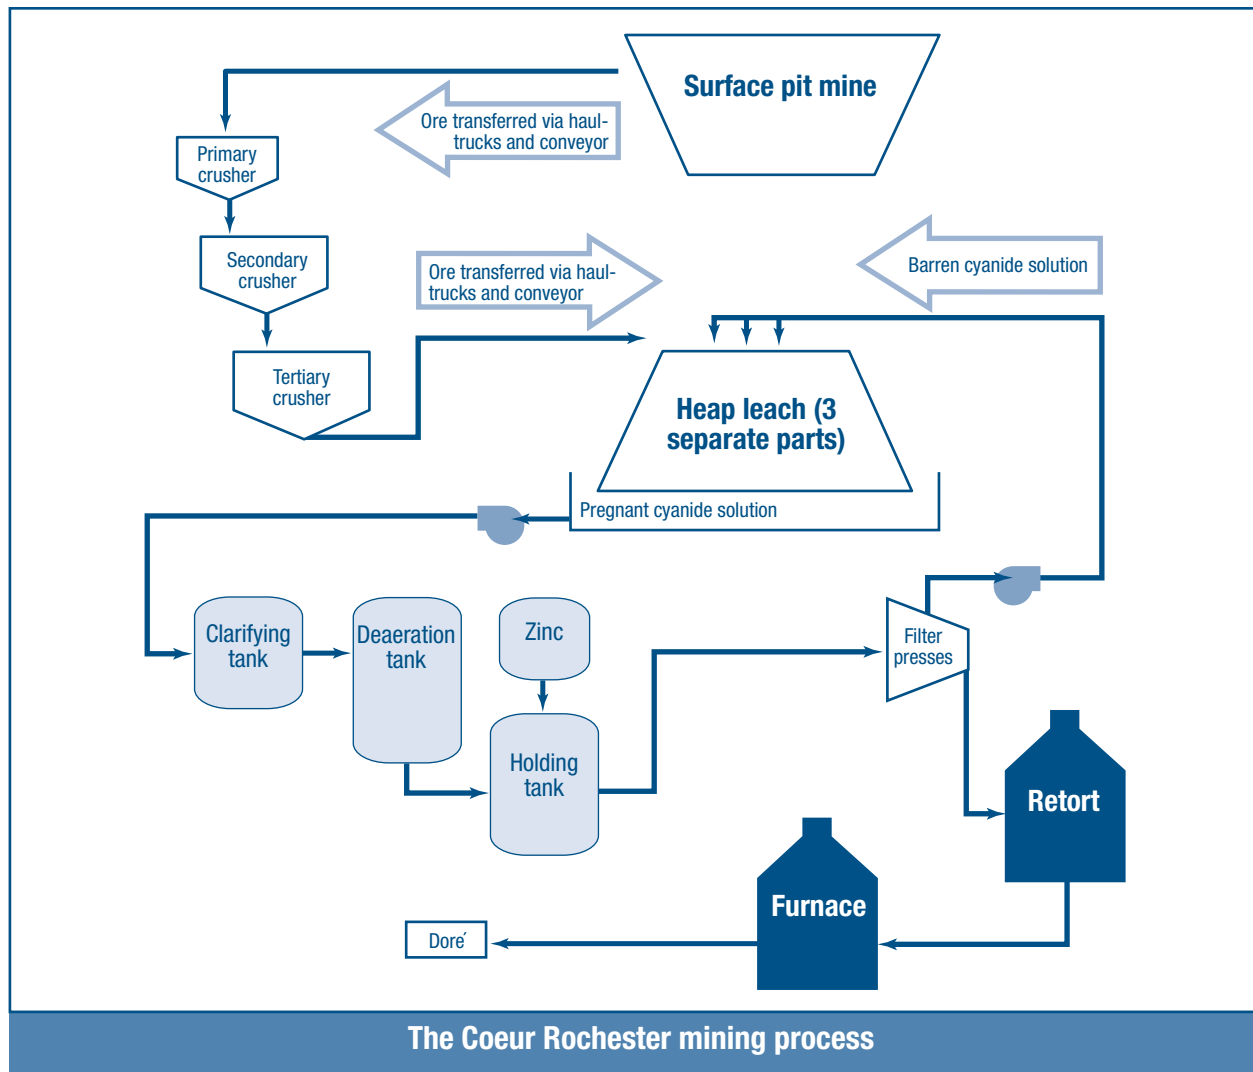 Surface pit mine
Ore transferred via haul-
trucks and conveyor
Primary
crusher
Secondary
crusher
Ore transferred via haul-
trucks and conveyor
Barren cyanide solution
Tertiary
crusher
Heap leach (3
separate parts)
Pregnant cyanide solution
Clarifying
tank
Deaeration
tank
Zinc
Holding
tank
Filter
presses
Retort
Furnace
Dore´
The Coeur Rochester mining process